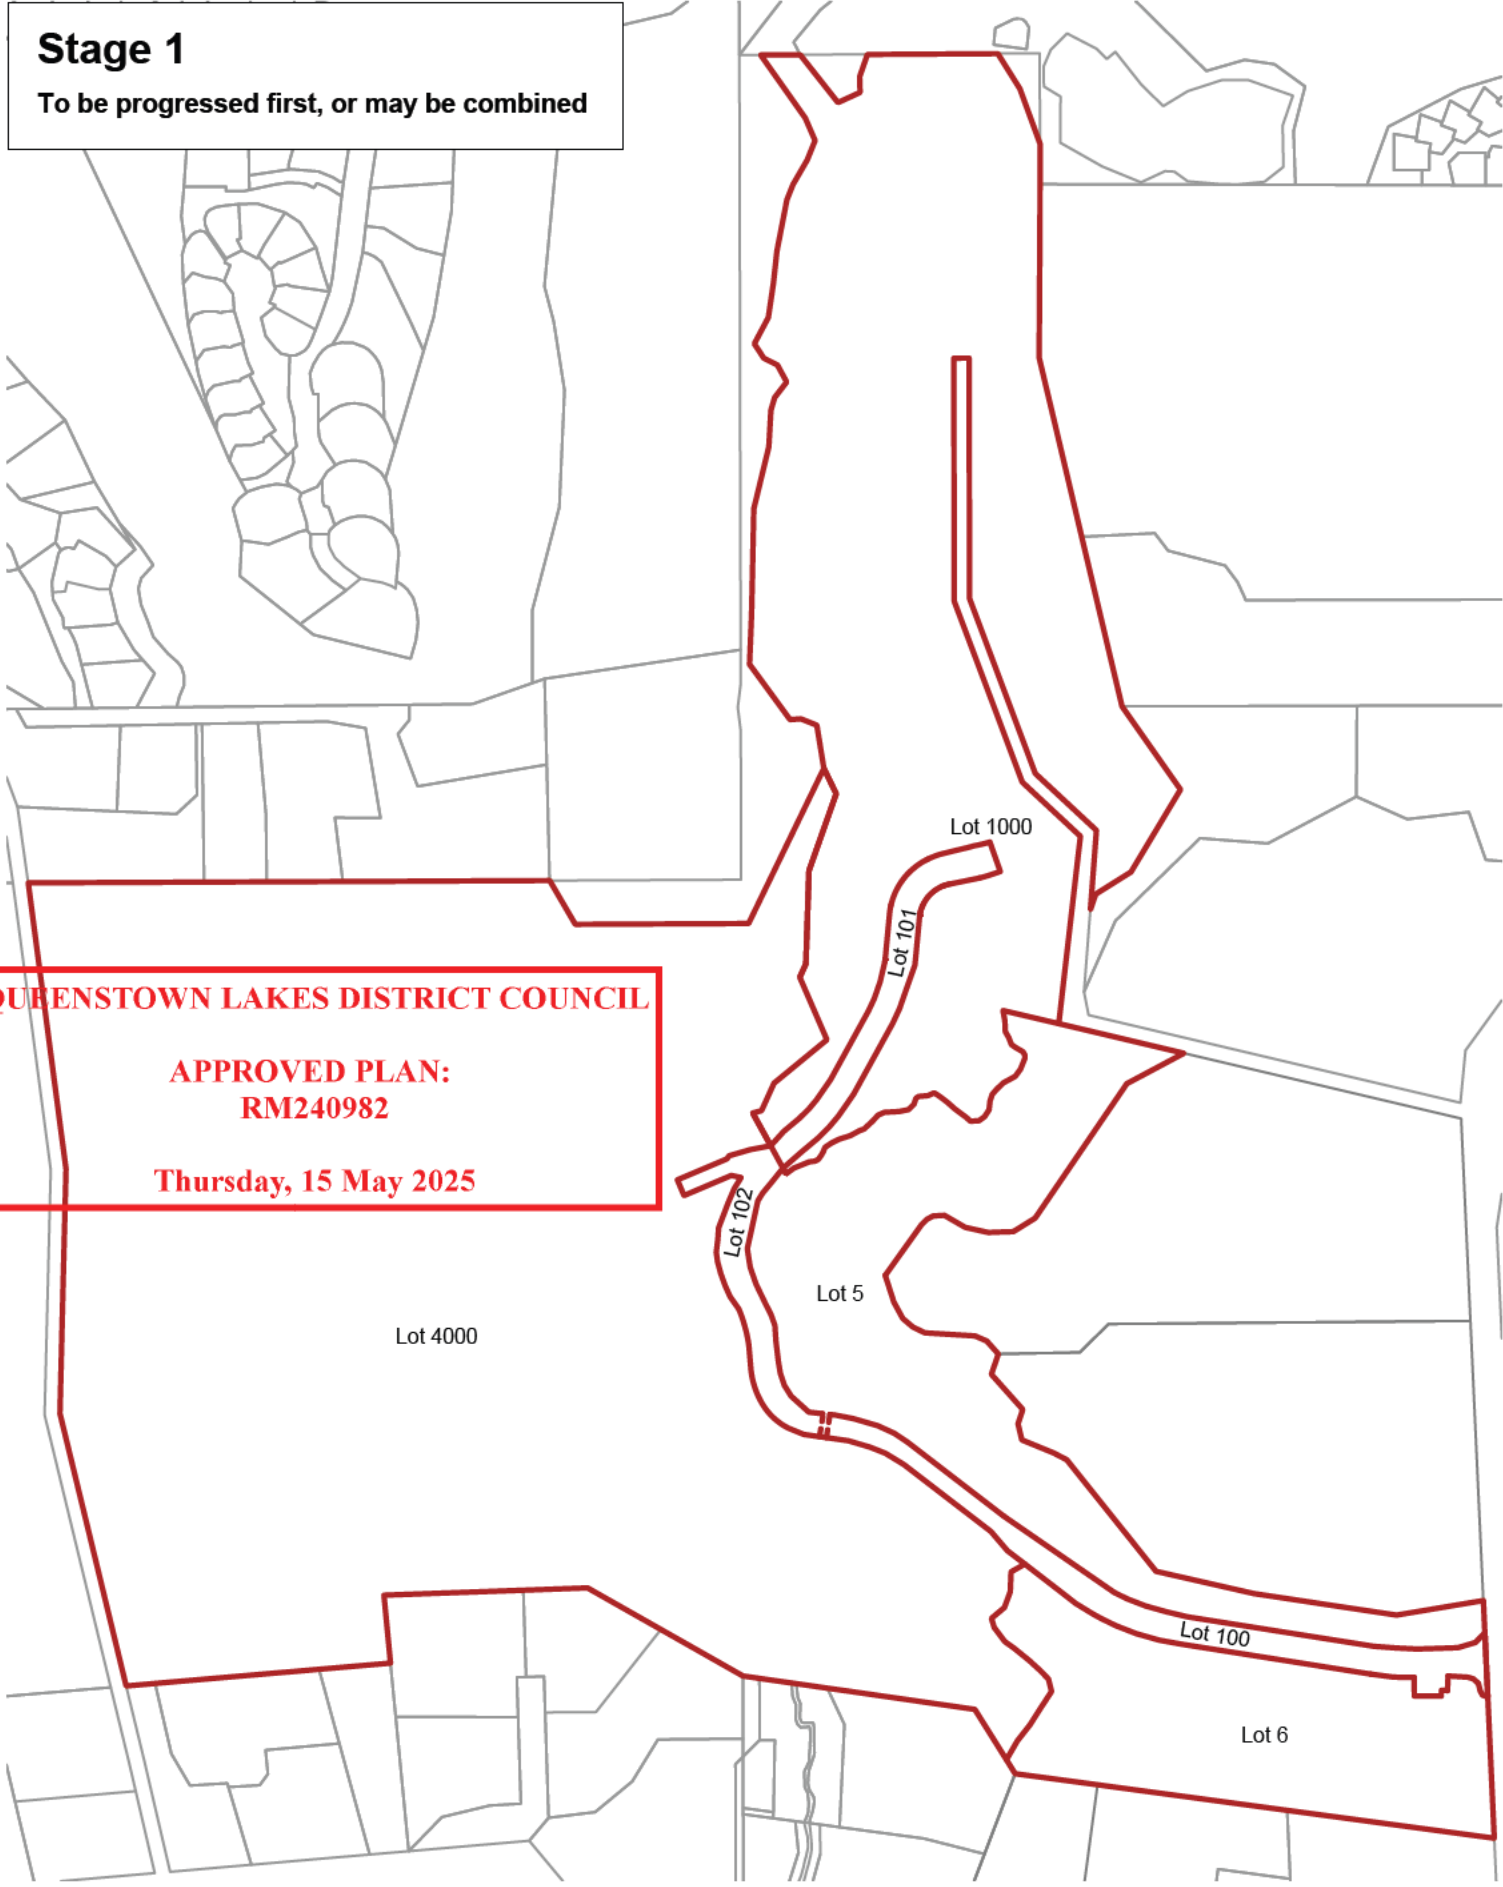 Stage 1
To be progressed first, or may be combined
Lot 1000
Lot 101
QUEENSTOWN LAKES DISTRICT COUNCIL
APPROVED PLAN:
RM240982
Thursday, 15 May 2025
Lot 102
Lot 5
Lot 4000
Lot 100
Lot 6